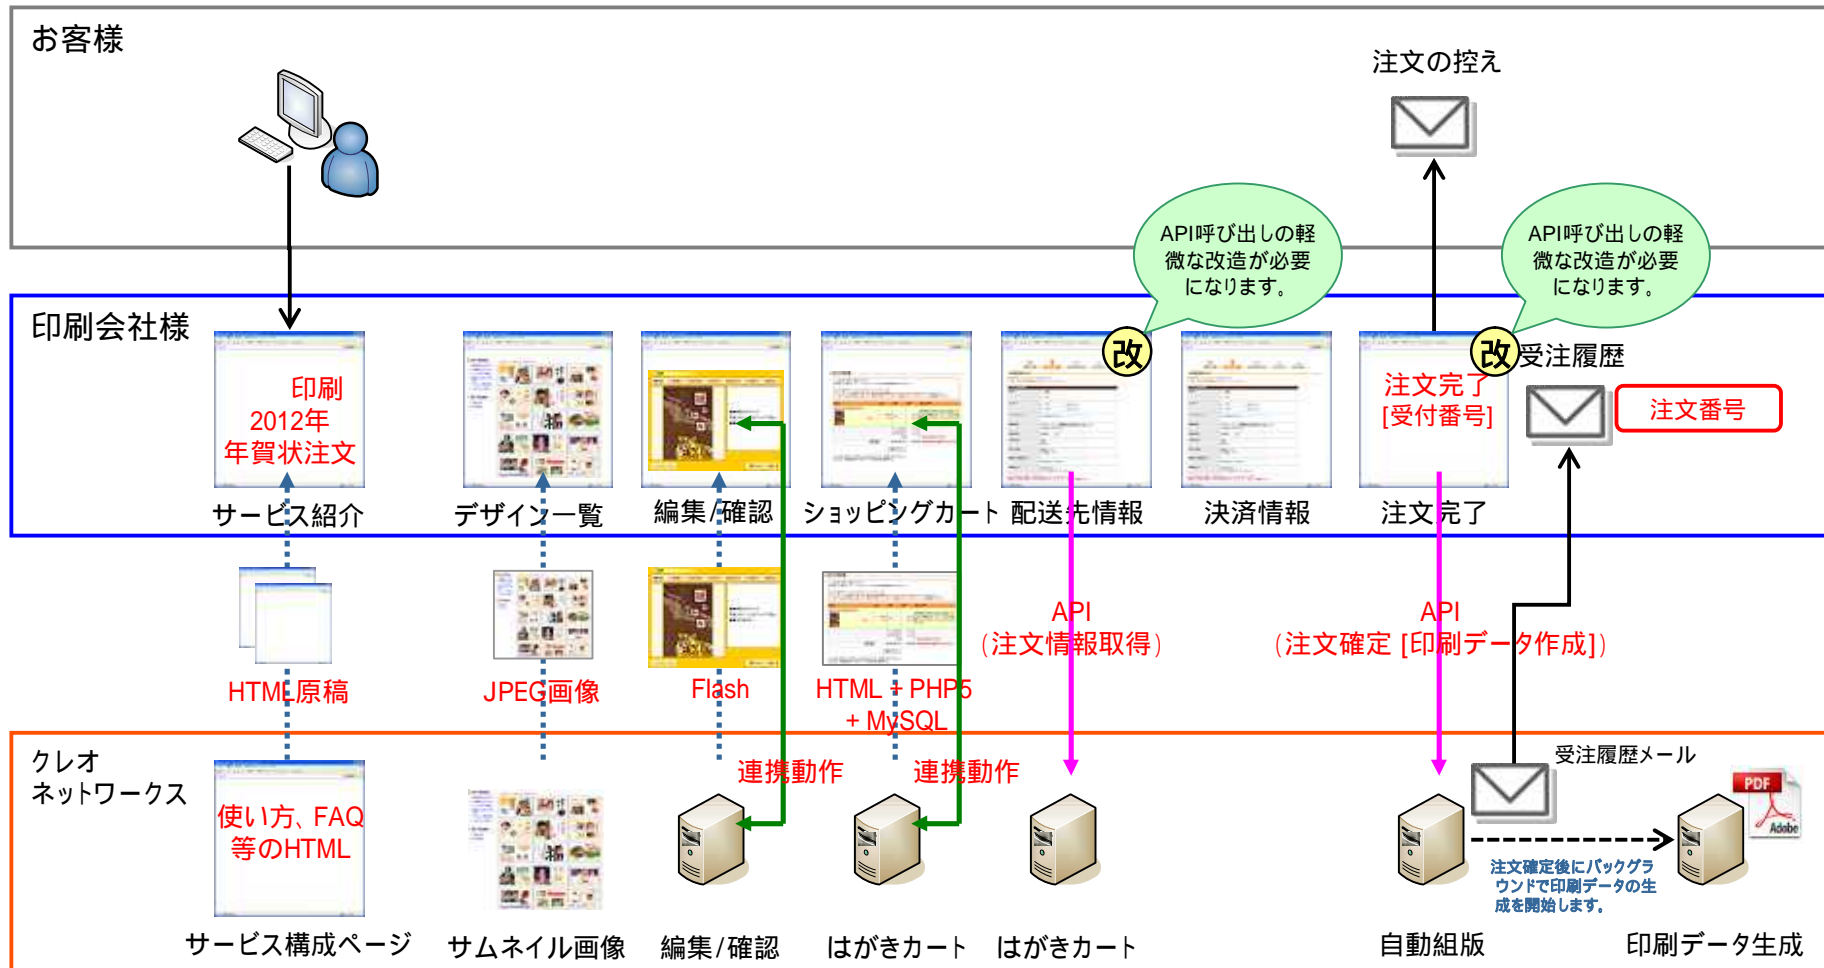 お客様
注文の控え
API呼び出しの軽
微な改造が必要
になります。
API呼び出しの軽
微な改造が必要
になります。
印刷会社様
改
改
受注履歴
印刷
2012年
年賀状注文
注文完了
[受付番号]
注文番号
サービス紹介
デザイン一覧
編集/確認
ショッピングカート
配送先情報
決済情報
注文完了
HTML原稿
JPEG画像
Flash
HTML + PHP5
+ MySQL
API
(注文情報取得)
API
(注文確定 [印刷データ作成])
クレオ
ネットワークス
連携動作
連携動作
受注履歴メール
使い方、FAQ
等のHTML
PDF
Adobe
注文確定後にバックグラ
ウンドで印刷データの生
成を開始します。
サービス構成ページ
サムネイル画像
編集/確認
はがきカート
はがきカート
自動組版
印刷データ生成